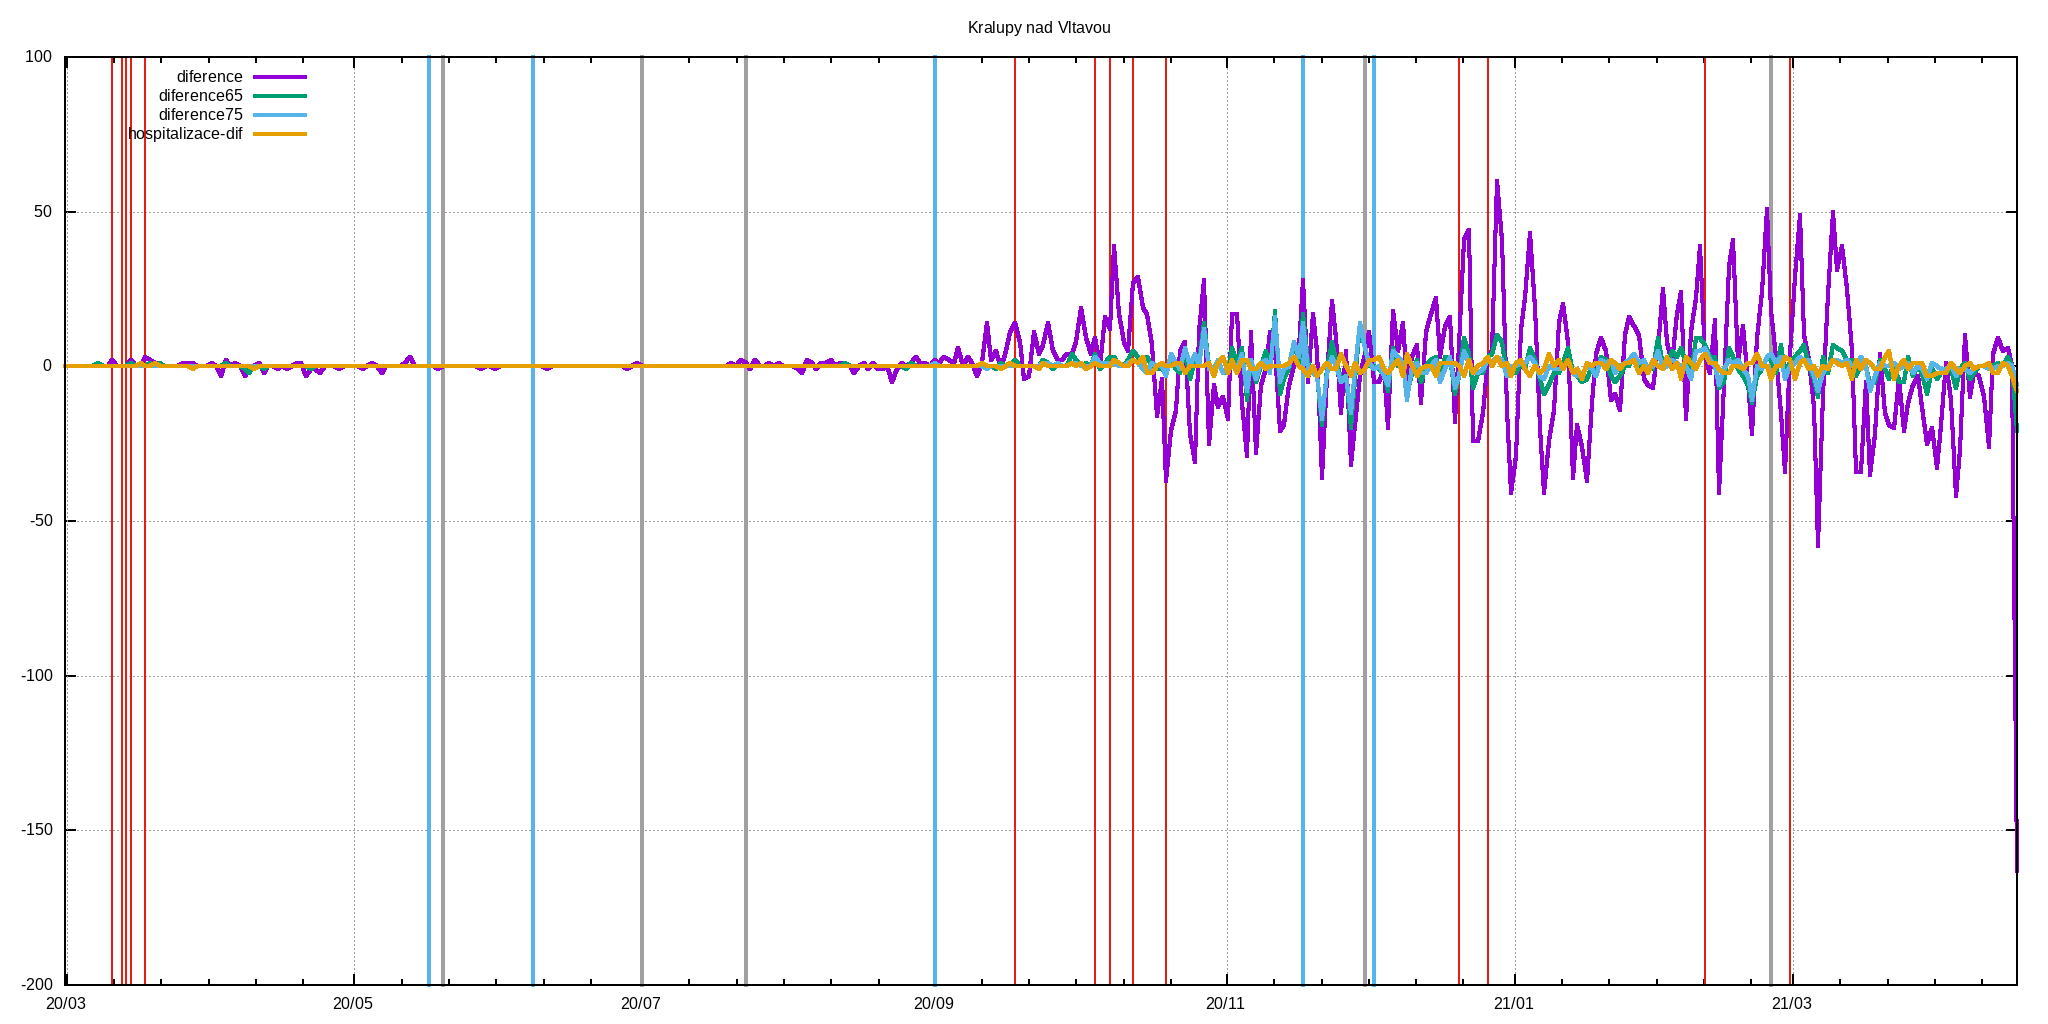 Kralupy nad Vltavou
100
diference
diference65
diference75
hospitalizace-dif
50
0
-50
-100
-150
-200
20/03 20/05 20/07 20/09 20/11 21/01 21/03